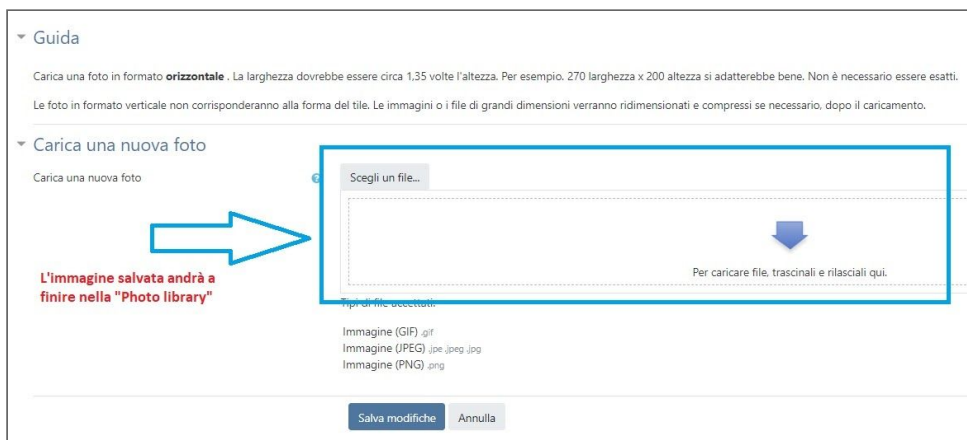 Guida
Carica una foto in formato orizzontale . La larghezza dovrebbe essere circa 1,35 volte l'altezza. Per esempio. 270 larghezza x 200 altezza si adatterebbe bene. Non è necessario essere esatti.
Le foto in formato verticale non corrisponderanno alla forma del tile. Le immagini o i file di grandi dimensioni verranno ridimensionati e compressi se necessario, dopo il caricamento.
Carica una nuova foto
Carica una nuova foto
Scegli un file...
Per caricare file, trascinali e rilasciali qui.
L'immagine salvata andrà a
finire nella "Photo library"
Tipi di file accettati:
Immagine (GIF) .gif
Immagine (JPEG) .jpe .jpeg .jpg
Immagine (PNG) .png
Salva modifiche
Annulla